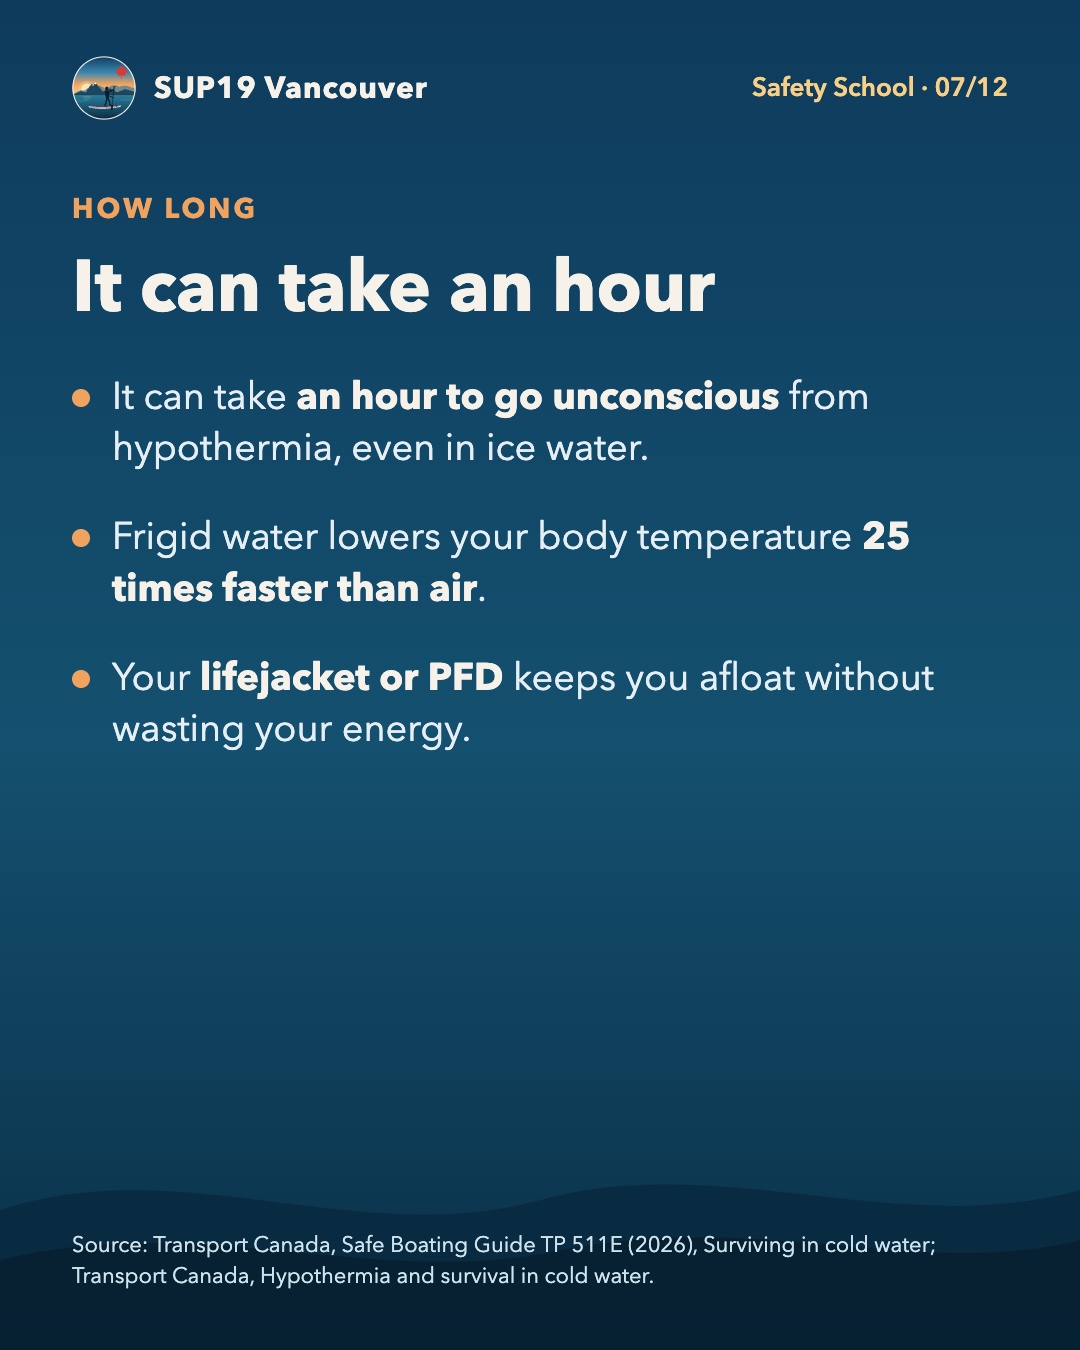 SUP19 Vancouver
Safety School · 07/12
HOW LONG
It can take an hour
It can take an hour to go unconscious from
hypothermia, even in ice water.
Frigid water lowers your body temperature 25
times faster than air.
Your lifejacket or PFD keeps you afloat without
wasting your energy.
Source: Transport Canada, Safe Boating Guide TP 511E (2026), Surviving in cold water;
Transport Canada, Hypothermia and survival in cold water.